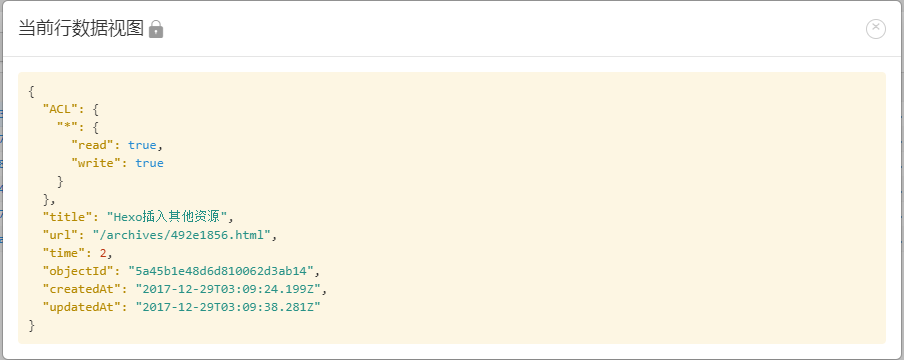 当前行数据视图
{
  "ACL": {
    "*": {
      "read": true,
      "write": true
    }
  },
  "title": "Hexo插入其他资源",
  "url": "/archives/492e1856.html",
  "time": 2,
  "objectId": "5a45b1e48d6d810062d3ab14",
  "createdAt": "2017-12-29T03:09:24.199Z",
  "updatedAt": "2017-12-29T03:09:38.281Z"
}